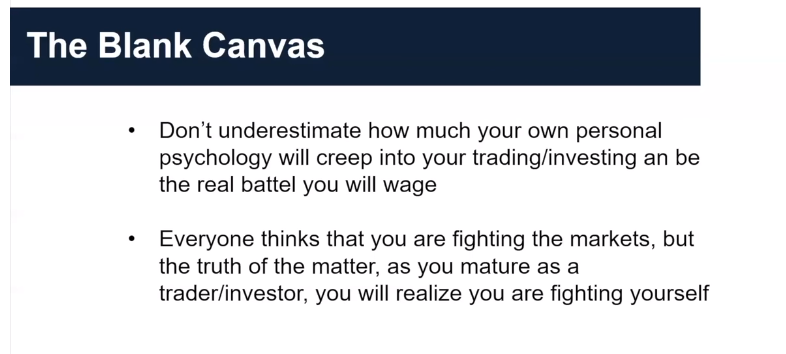 The Blank Canvas
• Don’t underestimate how much your own personal
psychology will creep into your trading/investing an be
the real battel you will wage
• Everyone thinks that you are fighting the markets, but
the truth of the matter, as you mature as a
trader/investor, you will realize you are fighting yourself